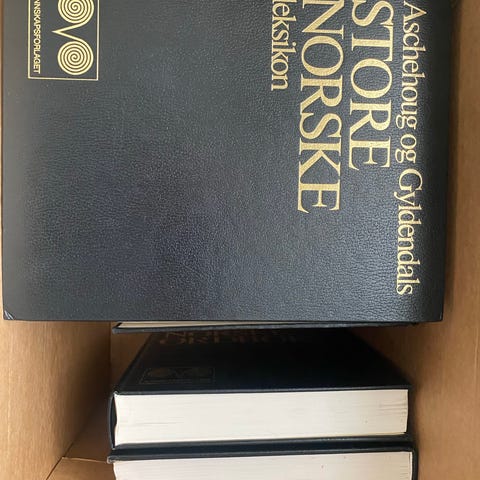 Aschehoug og Gyldendals
STORE
NORSKE
leksikon